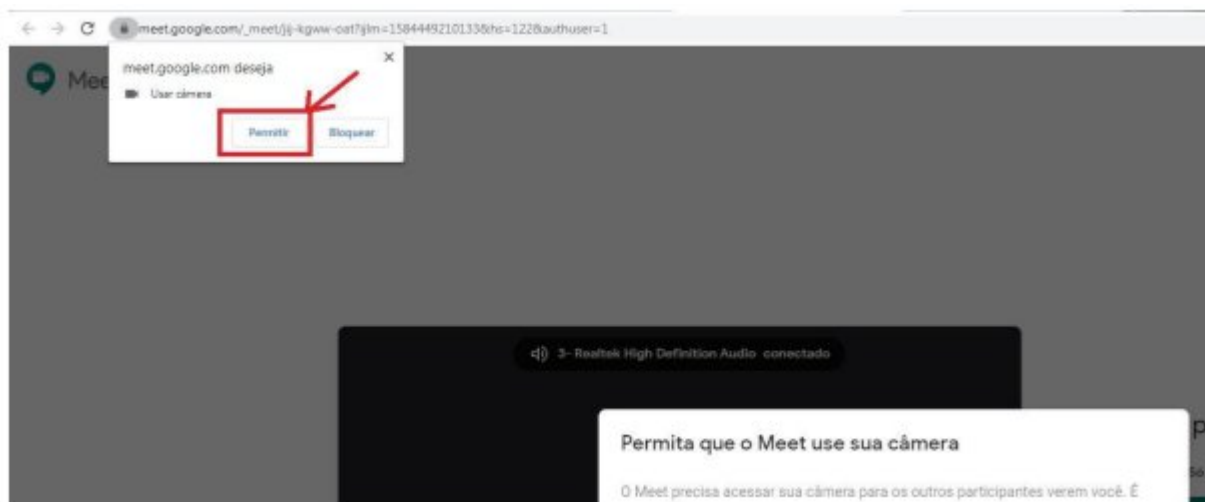 meet.google.com/_meet/jij-kgww-oat?ijlm=1584449210133&hs=122&authuser=1
Mee
meet.google.com deseja
Usar câmera
Permitir Bloquear
3- Realtek High Definition Audio conectado
Permita que o Meet use sua câmera
O Meet precisa acessar sua câmera para os outros participantes verem você. É
p
Só